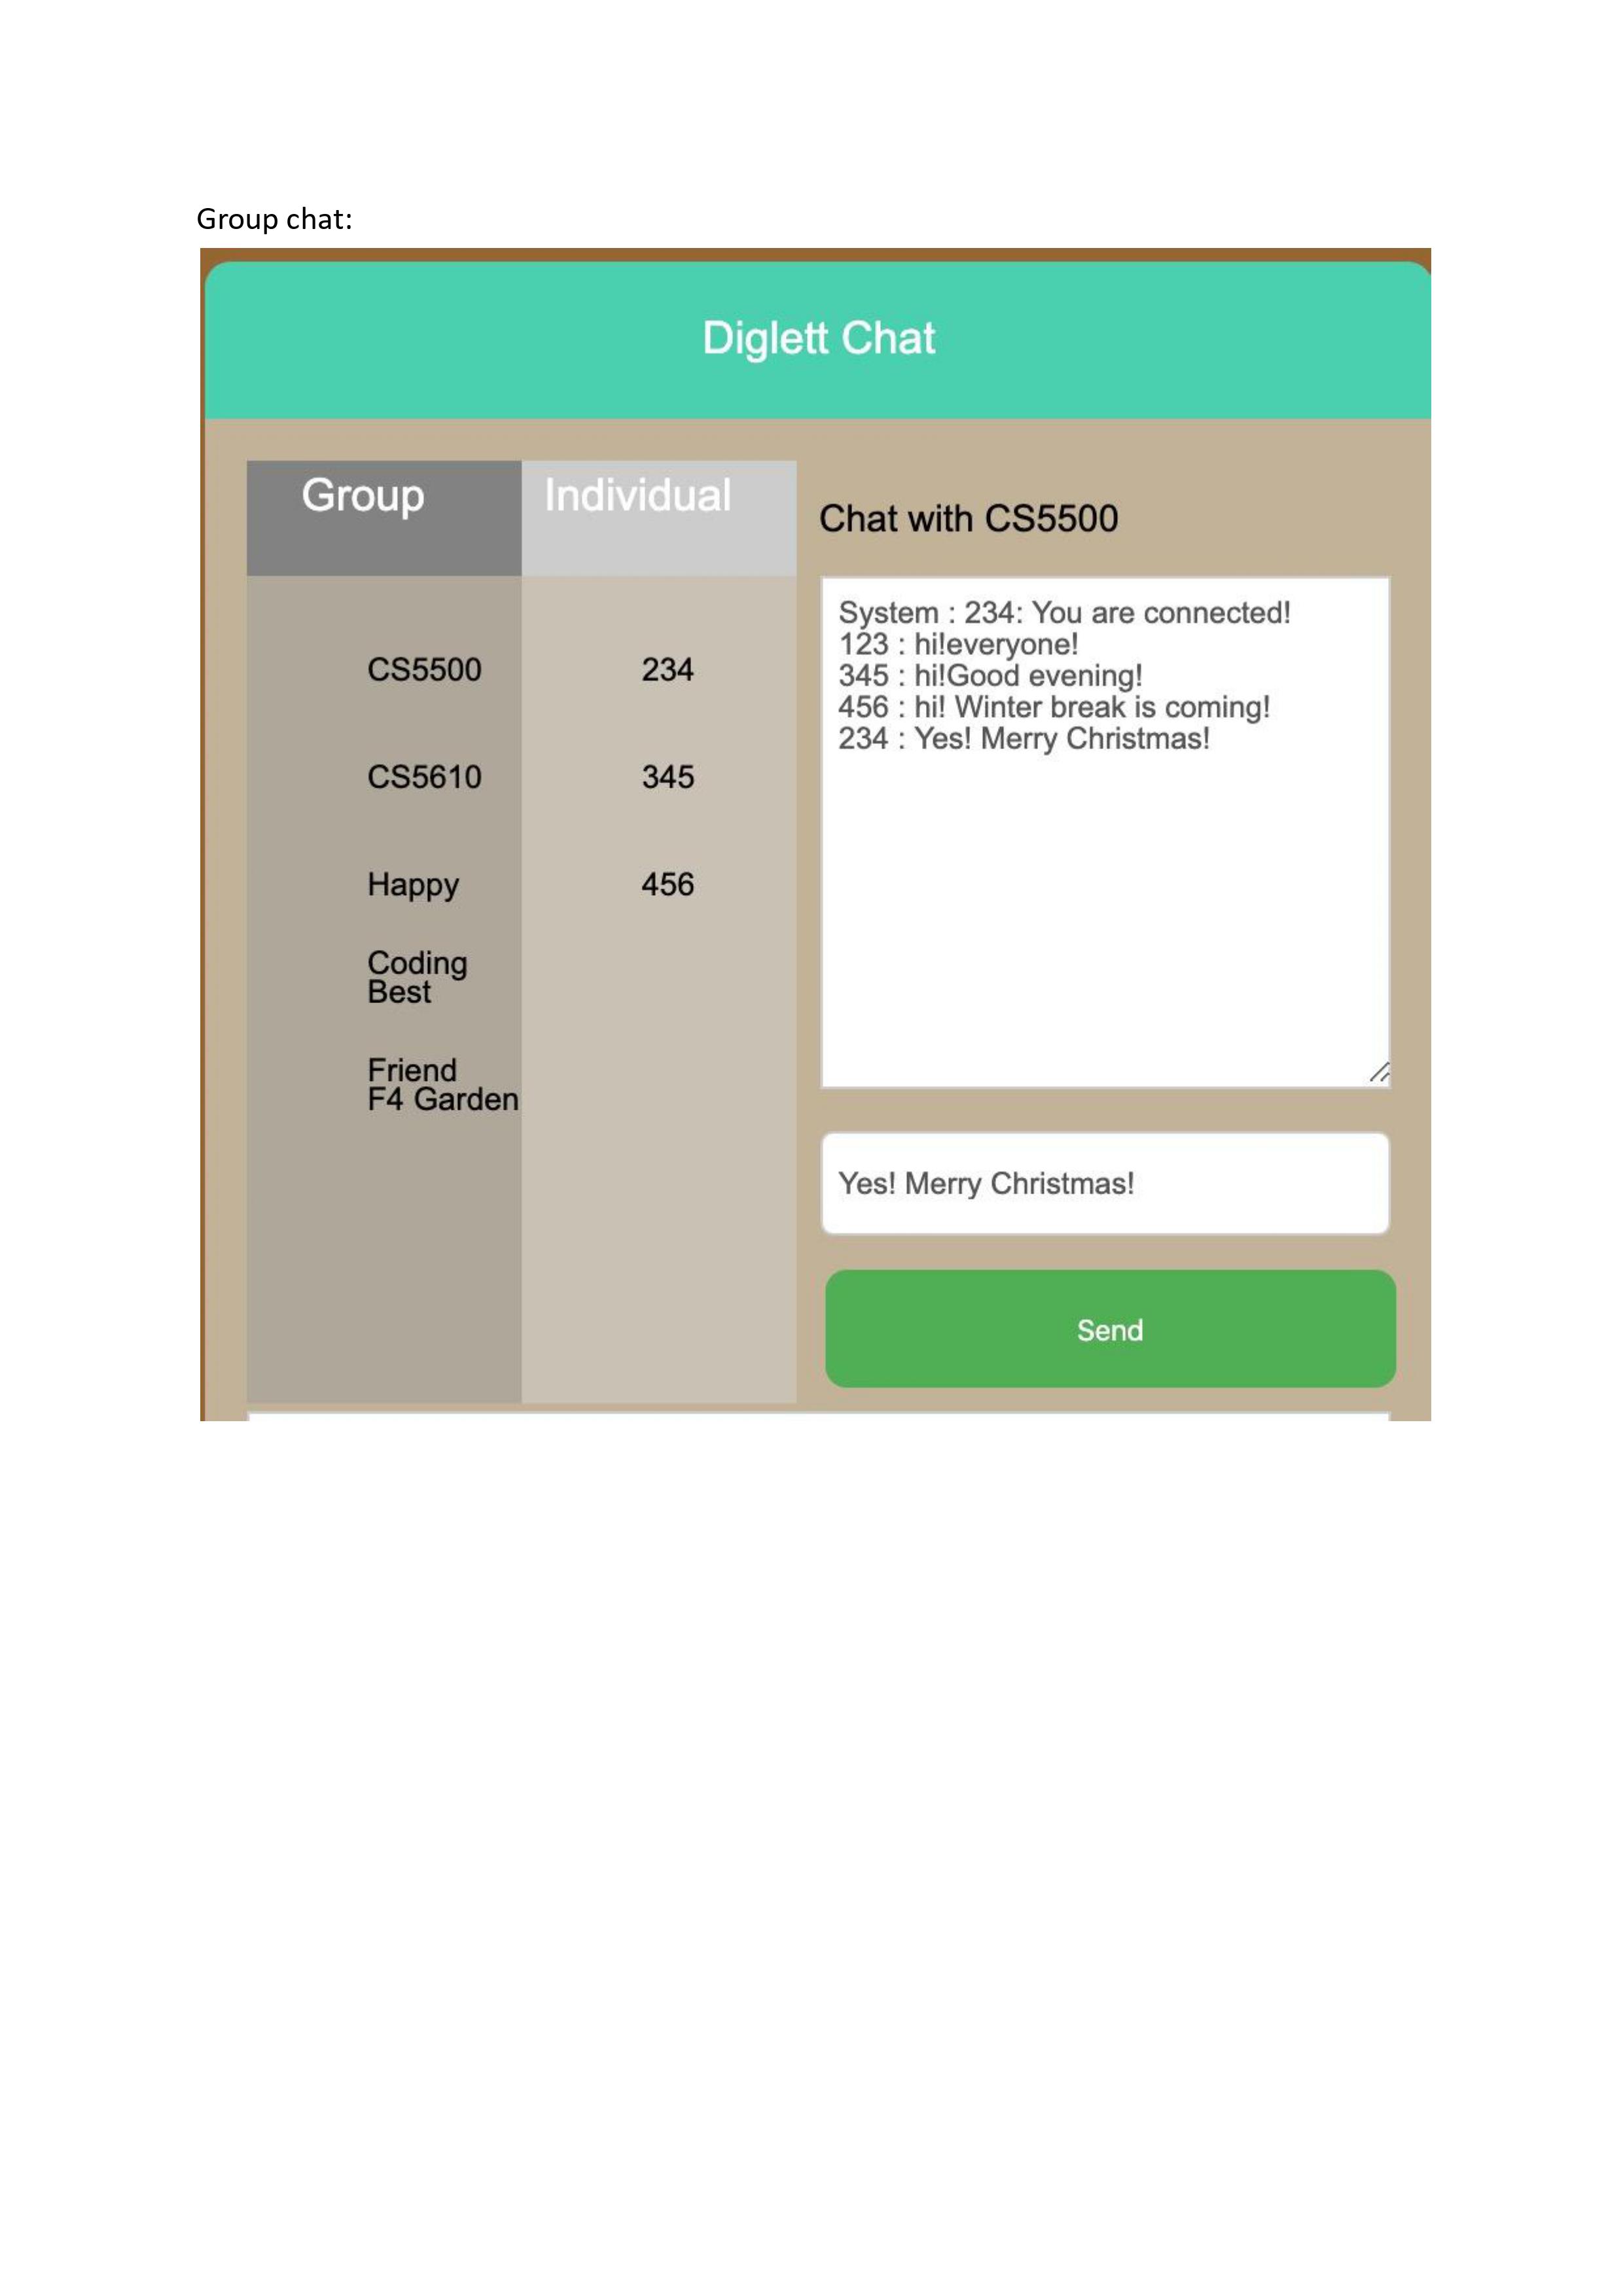 Group chat:
Diglett Chat
Group
Individual
CS5500
CS5610
Happy
Coding
Best
Friend
F4 Garden
234
345
456
Chat with CS5500
System : 234: You are connected!
123 : hi!everyone!
345 : hi!Good evening!
456 : hi! Winter break is coming!
234 : Yes! Merry Christmas!
Yes! Merry Christmas!
Send